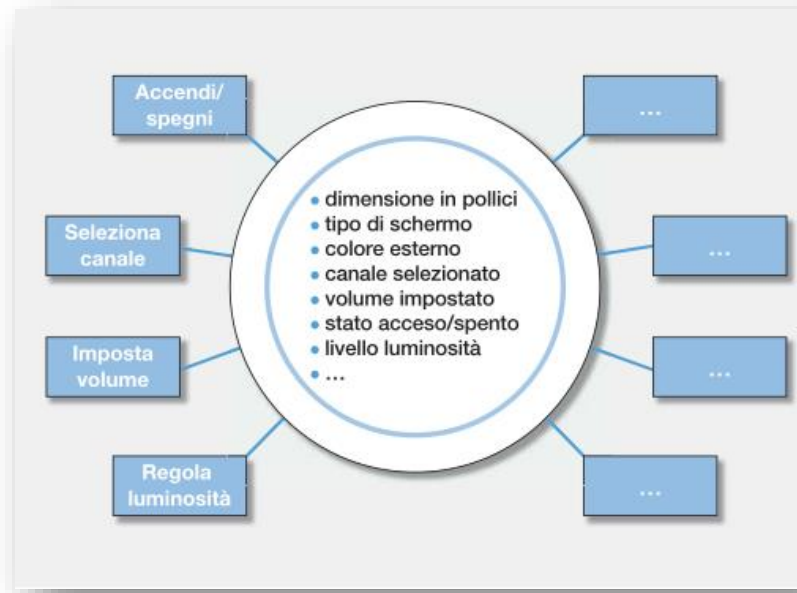 Accendi/
spegni
...
Seleziona
canale
...
• dimensione in pollici
• tipo di schermo
• colore esterno
• canale selezionato
• volume impostato
• stato acceso/spento
• livello luminosità
• ...
Imposta
volume
...
Regola
luminosità
...